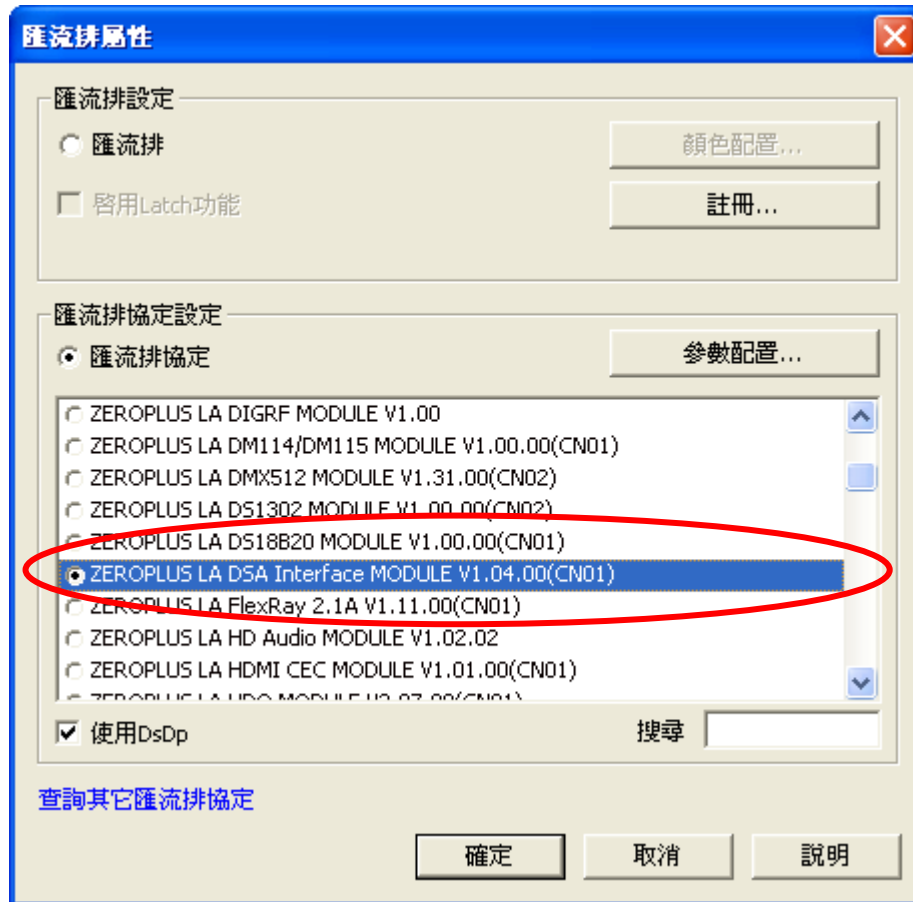 匯流排屬性
匯流排設定
匯流排
顏色配置...
啓用Latch功能
註冊...
匯流排協定設定
匯流排協定
參數配置...
ZEROPLUS LA DIGRF MODULE V1.00
ZEROPLUS LA DM114/DM115 MODULE V1.00.00(CN01)
ZEROPLUS LA DMX512 MODULE V1.31.00(CN02)
ZEROPLUS LA DS1302 MODULE V1.00.00(CN02)
ZEROPLUS LA DS18B20 MODULE V1.00.00(CN01)
ZEROPLUS LA DSA Interface MODULE V1.04.00(CN01)
ZEROPLUS LA FlexRay 2.1A V1.11.00(CN01)
ZEROPLUS LA HD Audio MODULE V1.02.02
ZEROPLUS LA HDMI CEC MODULE V1.01.00(CN01)
ZEROPLUS LA HDQ MODULE
使用DsDp
搜尋
查詢其它匯流排協定
確定
取消
說明